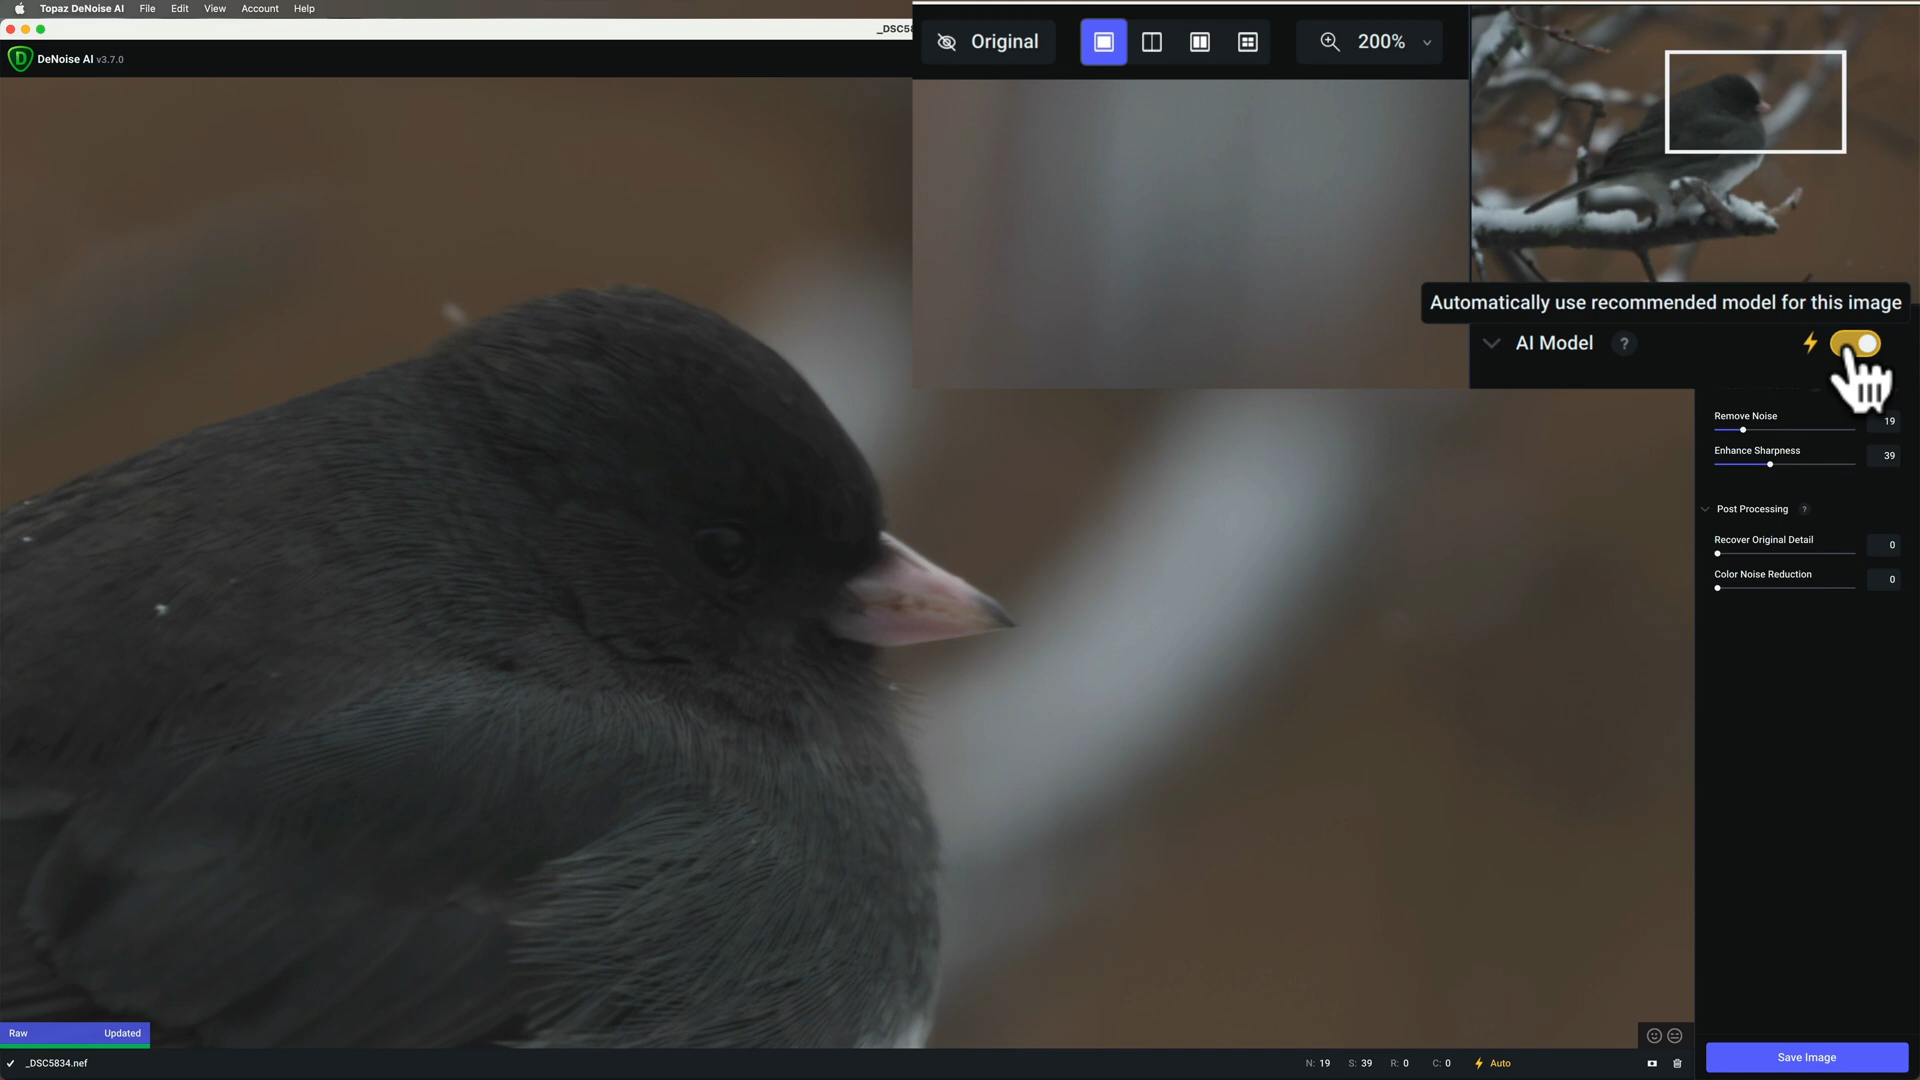 Topaz DeNoise AI File Edit View Account Help
_DSC5
DeNoise AI v3.7.0
Original
200%
Automatically use recommended model for this image
AI Model ?
Remove Noise
19
Enhance Sharpness
39
Post Processing ?
Recover Original Detail
0
Color Noise Reduction
0
Raw Updated
_DSC5834.nef
N: 19 S: 39 R: 0 C: 0 Auto
Save Image